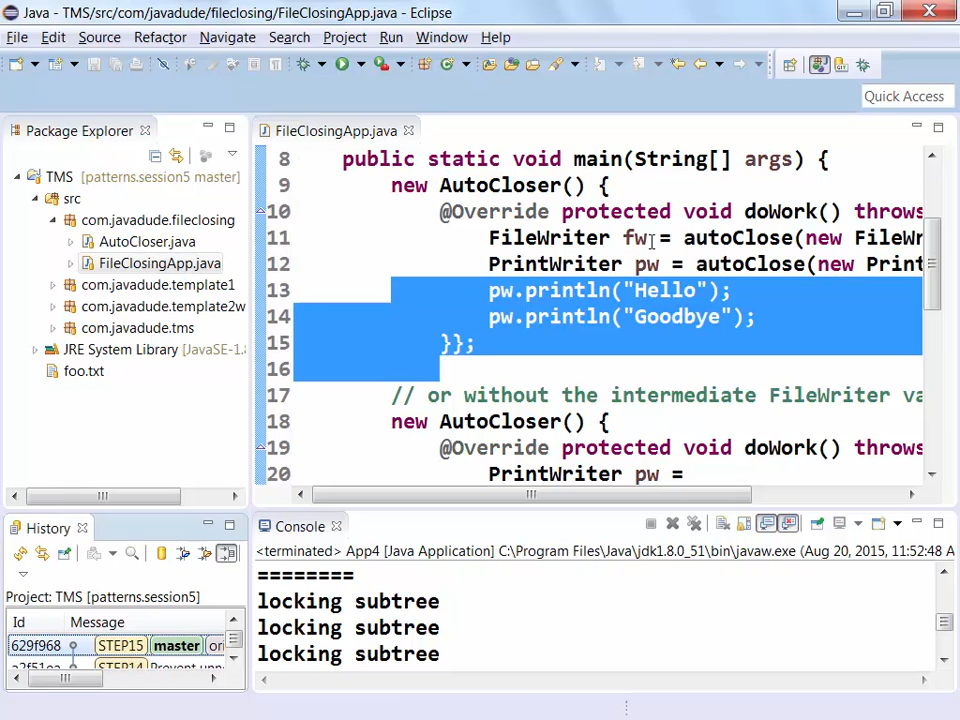 Java - TMS/src/com/javadude/fileclosing/FileClosingApp.java - Eclipse
File Edit Source Refactor Navigate Search Project Run Window Help
Quick Access
Package Explorer
TMS [patterns.session5 master]
src
com.javadude.fileclosing
AutoCloser.java
FileClosingApp.java
com.javadude.template1
com.javadude.template2w
com.javadude.tms
JRE System Library [JavaSE-1.
foo.txt
FileClosingApp.java
8 public static void main(String[] args) {
9 new AutoCloser() {
10 @Override protected void doWork() throws
11 FileWriter fw = autoClose(new FileWr
12 PrintWriter pw = autoClose(new Print
13 pw.println("Hello");
14 pw.println("Goodbye");
15 }};
16
17 // or without the intermediate FileWriter va
18 new AutoCloser() {
19 @Override protected void doWork() throws
20 PrintWriter pw =
History
Project: TMS [patterns.session5]
Id Message
629f968 STEP15 master ori
a2f51ea STEP14 Prevent unn
Console
<terminated> App4 [Java Application] C:\Program Files\Java\jdk1.8.0_51\bin\javaw.exe (Aug 20, 2015, 11:52:48 A
========
locking subtree
locking subtree
locking subtree